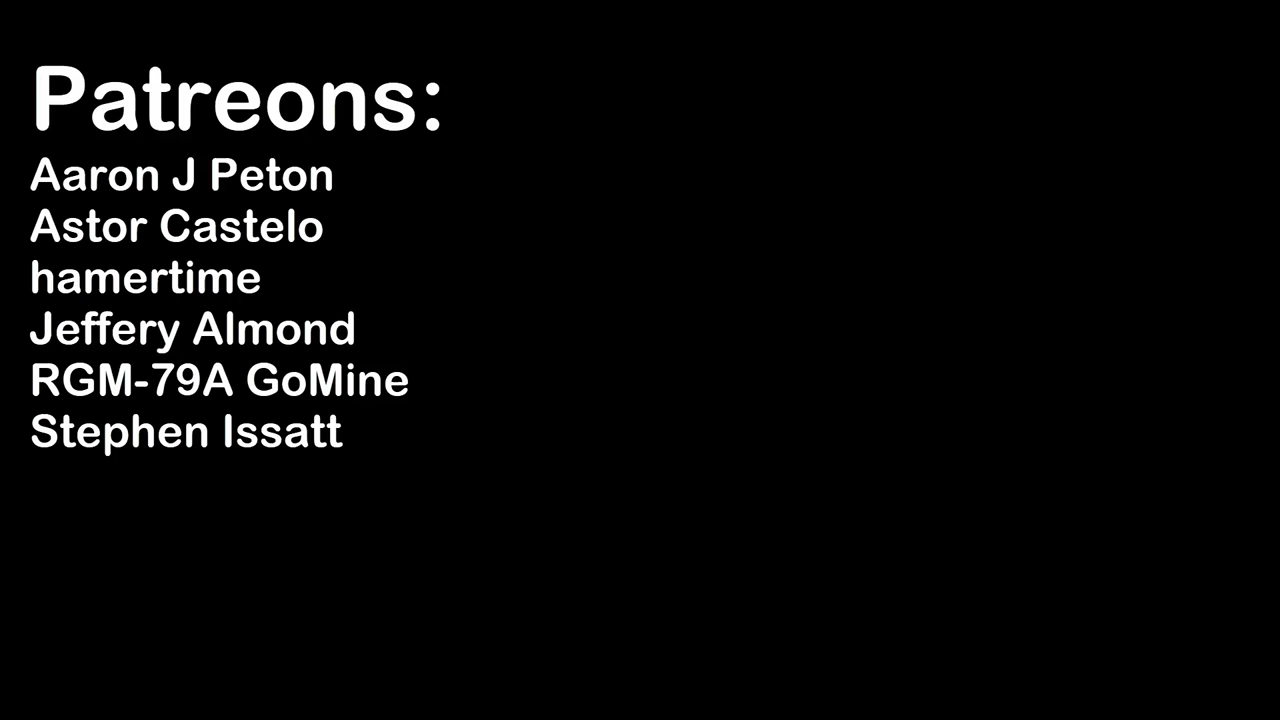 Patreons:
Aaron J Peton
Astor Castelo
hamertime
Jeffery Almond
RGM-79A GoMine
Stephen Issatt